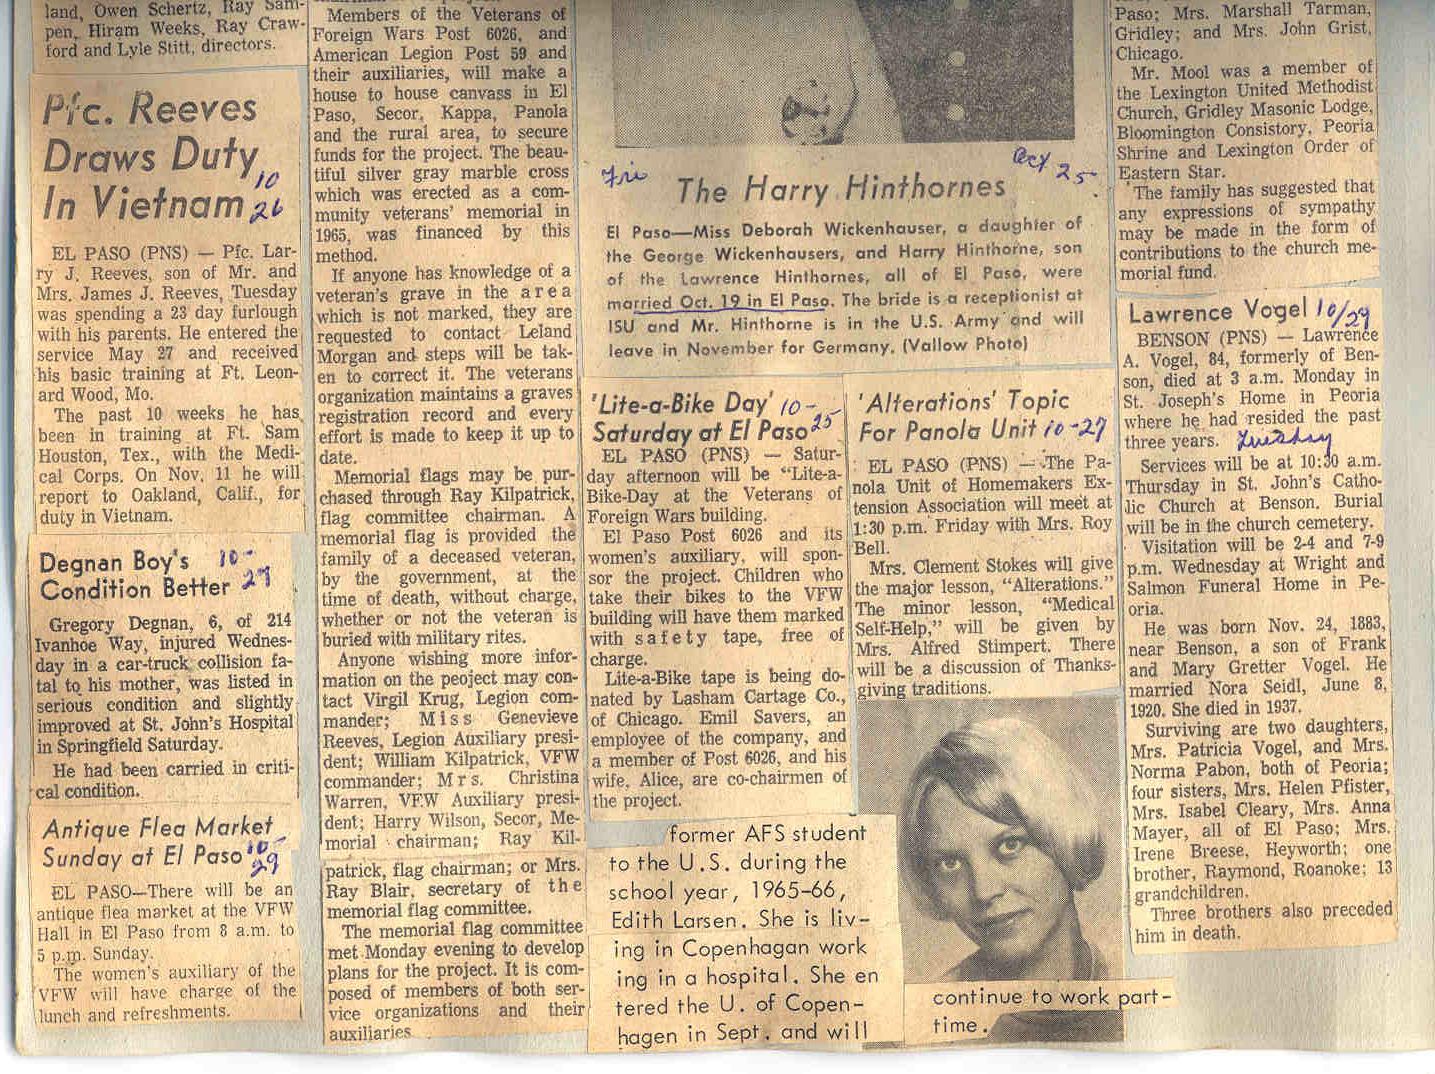 land, Owen Schertz, Ray Sam-
pen, Hiram Weeks, Ray Craw-
ford and Lyle Stitt, directors.
Pfc. Reeves
Draws Duty
In Vietnam
10
26
EL PASO (PNS) — Pfc. Lar-
ry J. Reeves, son of Mr. and
Mrs. James J. Reeves, Tuesday
was spending a 23 day furlough
with his parents. He entered the
service May 27 and received
his basic training at Ft. Leon-
ard Wood, Mo.
The past 10 weeks he has
been in training at Ft. Sam
Houston, Tex., with the Medi-
cal Corps. On Nov. 11 he will
report to Oakland, Calif., for
duty in Vietnam.
Degnan Boy's 10-
Condition Better 29
Gregory Degnan, 6, of 214
Ivanhoe Way, injured Wednes-
day in a car-truck collision fa-
tal to his mother, was listed in
serious condition and slightly
improved at St. John's Hospital
in Springfield Saturday.
He had been carried in criti-
cal condition.
Antique Flea Market
Sunday at El Paso 10-
29
EL PASO—There will be an
antique flea market at the VFW
Hall in El Paso from 8 a.m. to
5 p.m. Sunday.
The women's auxiliary of the
VFW will have charge of the
lunch and refreshments.
Members of the Veterans of
Foreign Wars Post 6026, and
American Legion Post 59 and
their auxiliaries, will make a
house to house canvass in El
Paso, Secor, Kappa, Panola
and the rural area, to secure
funds for the project. The beau-
tiful silver gray marble cross
which was erected as a com-
munity veterans' memorial in
1965, was financed by this
method.
If anyone has knowledge of a
veteran's grave in the area
which is not marked, they are
requested to contact Leland
Morgan and steps will be tak-
en to correct it. The veterans
organization maintains a graves
registration record and every
effort is made to keep it up to
date.
Memorial flags may be pur-
chased through Ray Kilpatrick,
flag committee chairman. A
memorial flag is provided the
family of a deceased veteran,
by the government, at the
time of death, without charge,
whether or not the veteran is
buried with military rites.
Anyone wishing more infor-
mation on the peoject may con-
tact Virgil Krug, Legion com-
mander; Miss Genevieve
Reeves, Legion Auxiliary presi-
dent; William Kilpatrick, VFW
commander; Mrs. Christina
Warren, VFW Auxiliary presi-
dent; Harry Wilson, Secor, Me-
morial chairman; Ray Kil-
patrick, flag chairman; or Mrs.
Ray Blair, secretary of the
memorial flag committee.
The memorial flag committee
met Monday evening to develop
plans for the project. It is com-
posed of members of both ser-
vice organizations and their
auxiliaries
Fri
Oct 25
The Harry Hinthornes
El Paso—Miss Deborah Wickenhauser, a daughter of
the George Wickenhausers, and Harry Hinthorne, son
of the Lawrence Hinthornes, all of El Paso, were
married Oct. 19 in El Paso. The bride is a receptionist at
ISU and Mr. Hinthorne is in the U.S. Army and will
leave in November for Germany. (Vallow Photo)
'Lite-a-Bike Day' 10-
Saturday at El Paso 25
EL PASO (PNS) — Satur-
day afternoon will be "Lite-a-
Bike-Day at the Veterans of
Foreign Wars building.
El Paso Post 6026 and its
women's auxiliary, will spon-
sor the project. Children who
take their bikes to the VFW
building will have them marked
with safety tape, free of
charge.
Lite-a-Bike tape is being do-
nated by Lasham Cartage Co.,
of Chicago. Emil Savers, an
employee of the company, and
a member of Post 6026, and his
wife, Alice, are co-chairmen of
the project.
former AFS student
to the U.S. during the
school year, 1965-66,
Edith Larsen. She is liv-
ing in Copenhagan work
ing in a hospital. She en
tered the U. of Copen-
hagen in Sept. and will
continue to work part-
time.
'Alterations' Topic
For Panola Unit 10-27
EL PASO (PNS) — The Pa-
nola Unit of Homemakers Ex-
tension Association will meet at
1:30 p.m. Friday with Mrs. Roy
Bell.
Mrs. Clement Stokes will give
the major lesson, "Alterations."
The minor lesson, "Medical
Self-Help," will be given by
Mrs. Alfred Stimpert. There
will be a discussion of Thanks-
giving traditions.
Paso; Mrs. Marshall Tarman,
Gridley; and Mrs. John Grist,
Chicago.
Mr. Mool was a member of
the Lexington United Methodist
Church, Gridley Masonic Lodge,
Bloomington Consistory, Peoria
Shrine and Lexington Order of
Eastern Star.
The family has suggested that
any expressions of sympathy
may be made in the form of
contributions to the church me-
morial fund.
Lawrence Vogel 10/29
BENSON (PNS) — Lawrence
A. Vogel, 84, formerly of Ben-
son, died at 3 a.m. Monday in
St. Joseph's Home in Peoria
where he had resided the past
three years. Tuesday
Services will be at 10:30 a.m.
Thursday in St. John's Catho-
lic Church at Benson. Burial
will be in the church cemetery.
Visitation will be 2-4 and 7-9
p.m. Wednesday at Wright and
Salmon Funeral Home in Pe-
oria.
He was born Nov. 24, 1883,
near Benson, a son of Frank
and Mary Gretter Vogel. He
married Nora Seidl, June 8,
1920. She died in 1937.
Surviving are two daughters,
Mrs. Patricia Vogel, and Mrs.
Norma Pabon, both of Peoria;
four sisters, Mrs. Helen Pfister,
Mrs. Isabel Cleary, Mrs. Anna
Mayer, all of El Paso; Mrs.
Irene Breese, Heyworth; one
brother, Raymond, Roanoke; 13
grandchildren.
Three brothers also preceded
him in death.